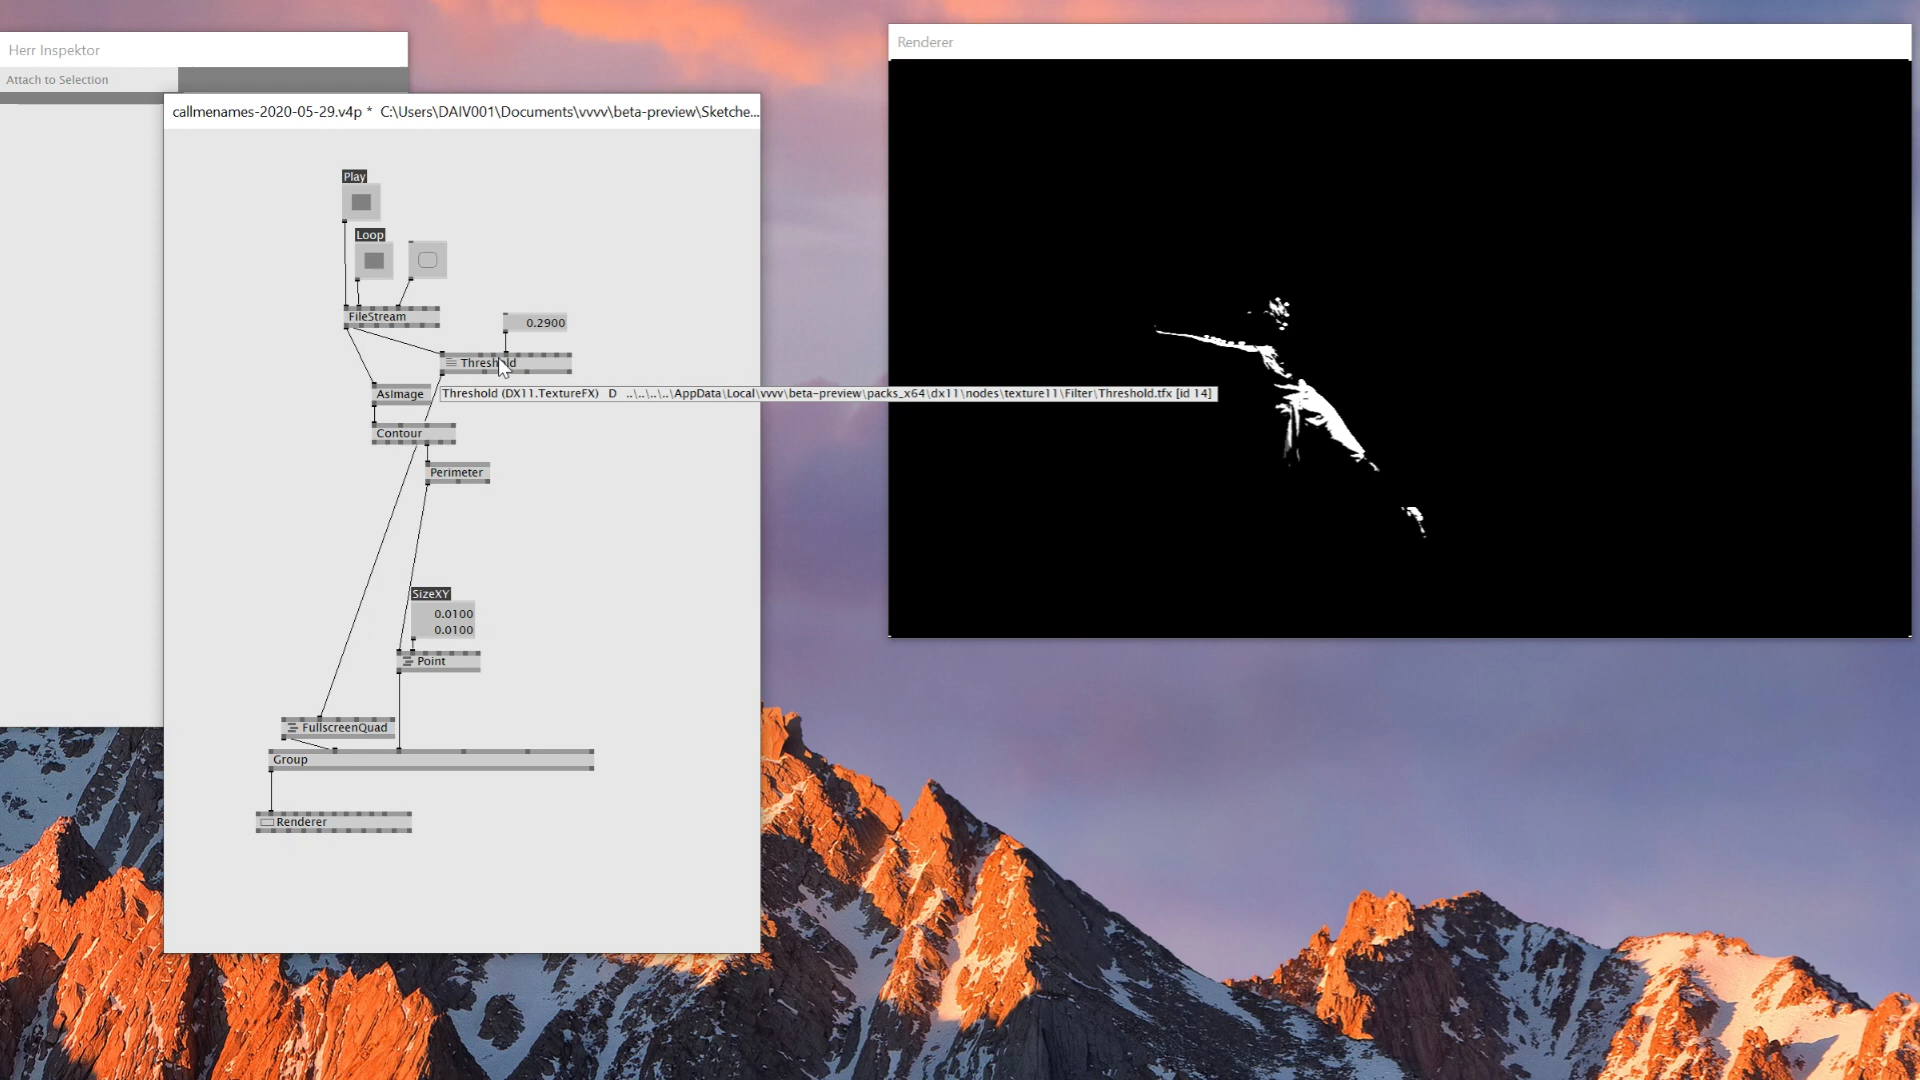 Herr Inspektor
Attach to Selection
callmenames-2020-05-29.v4p * C:\Users\DAIV001\Documents\vvvv\beta-preview\Sketche...
Renderer
Play
Loop
FileStream
0.2900
Threshold
AsImage
Threshold (DX11.TextureFX) D ..\..\..\..\AppData\Local\vvvv\beta-preview\packs_x64\dx11\nodes\texture11\Filter\Threshold.tfx [id 14]
Contour
Perimeter
SizeXY
0.0100
0.0100
Point
FullscreenQuad
Group
Renderer